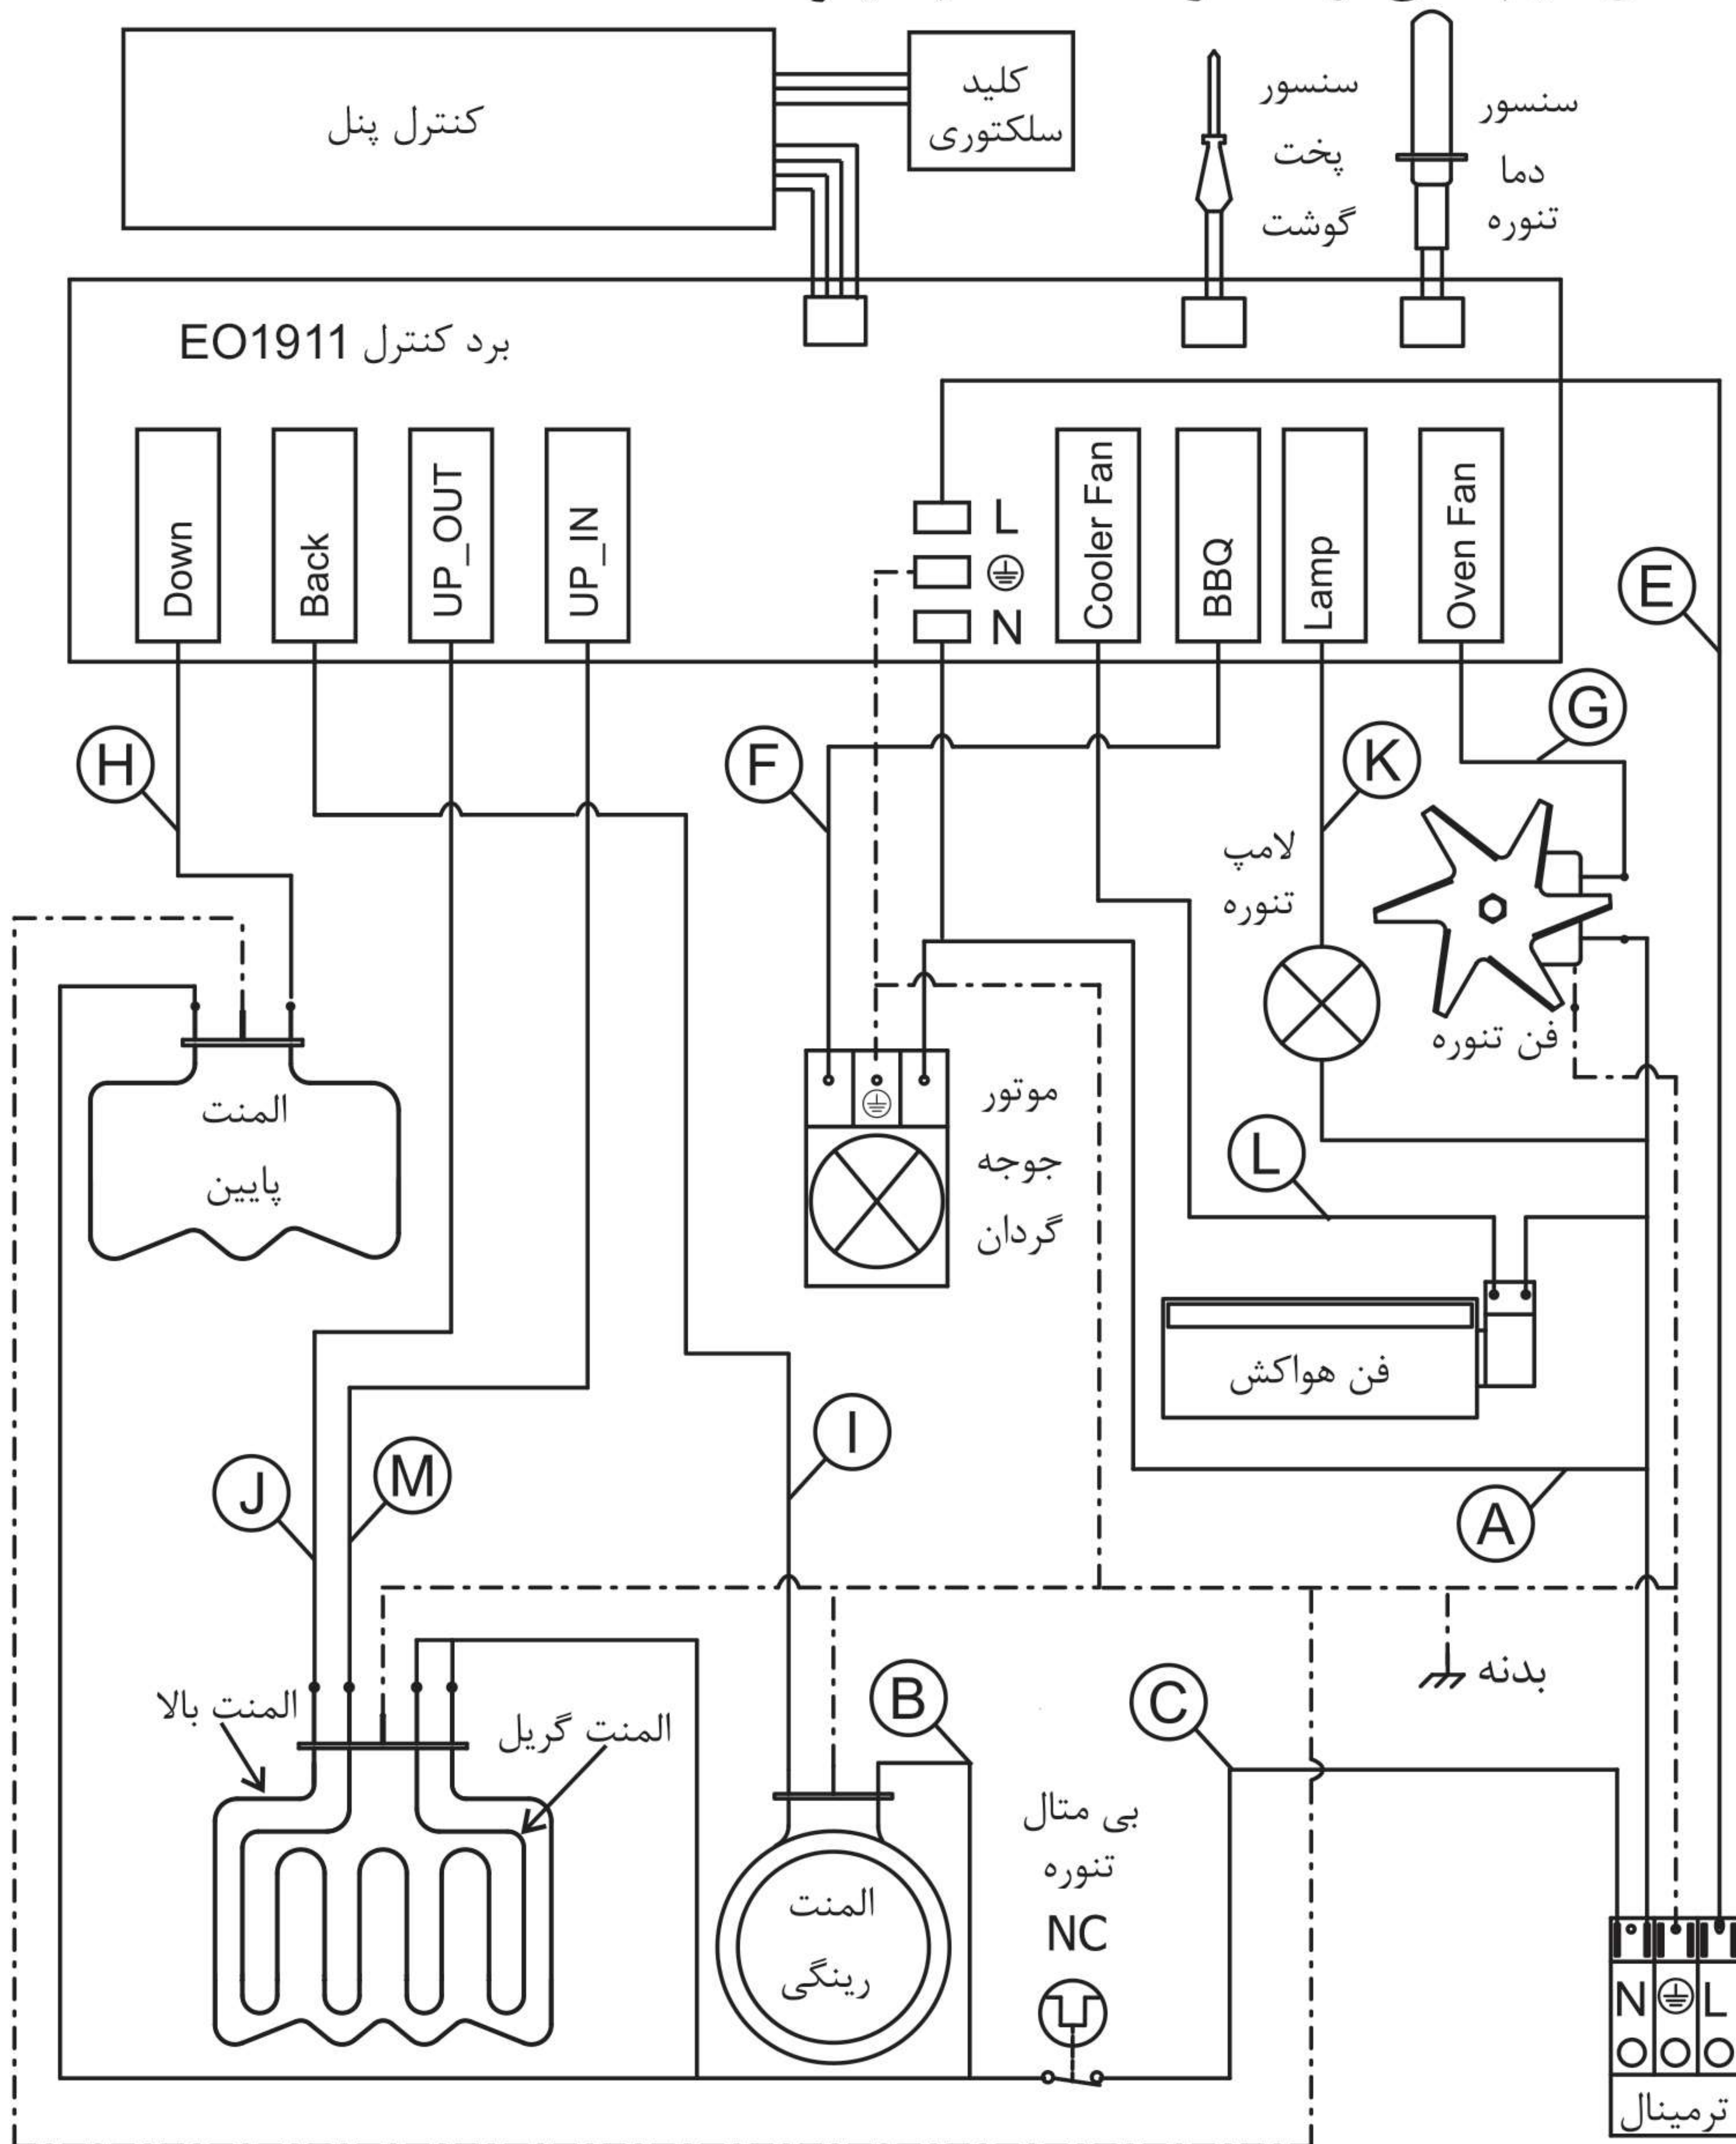 کنترل پنل
کلید
سلکتوری
سنسور
پخت
گوشت
سنسور
دما
تنوره
برد کنترل EO1911
Down
Back
UP_OUT
UP_IN
L
N
Cooler Fan
BBQ
Lamp
Oven Fan
E
G
H
F
K
لامپ
تنوره
فن تنوره
المنت
پایین
موتور
جوجه
گردان
L
فن هواکش
I
J
M
A
بدنه
B
C
المنت بالا
المنت گریل
بی متال
تنوره
NC
المنت
رینگی
N
L
ترمینال